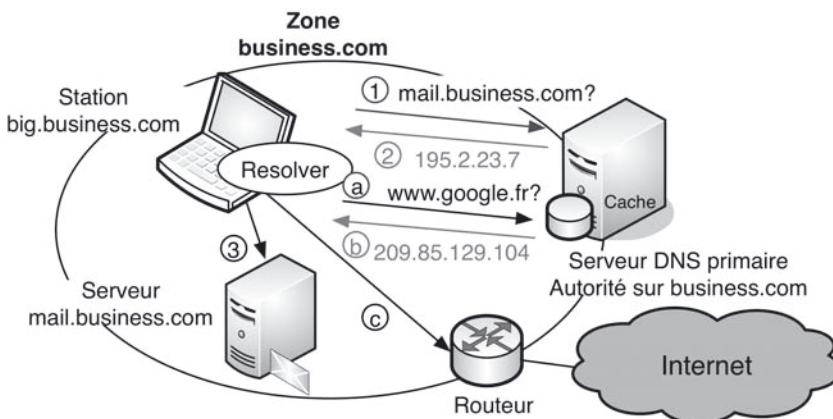 Zone
business.com
Station
big.business.com
① mail.business.com?
② 195.2.23.7
Resolver
ⓐ www.google.fr?
Cache
ⓑ 209.85.129.104
③
Serveur DNS primaire
Autorité sur business.com
Serveur
mail.business.com
ⓒ
Internet
Routeur